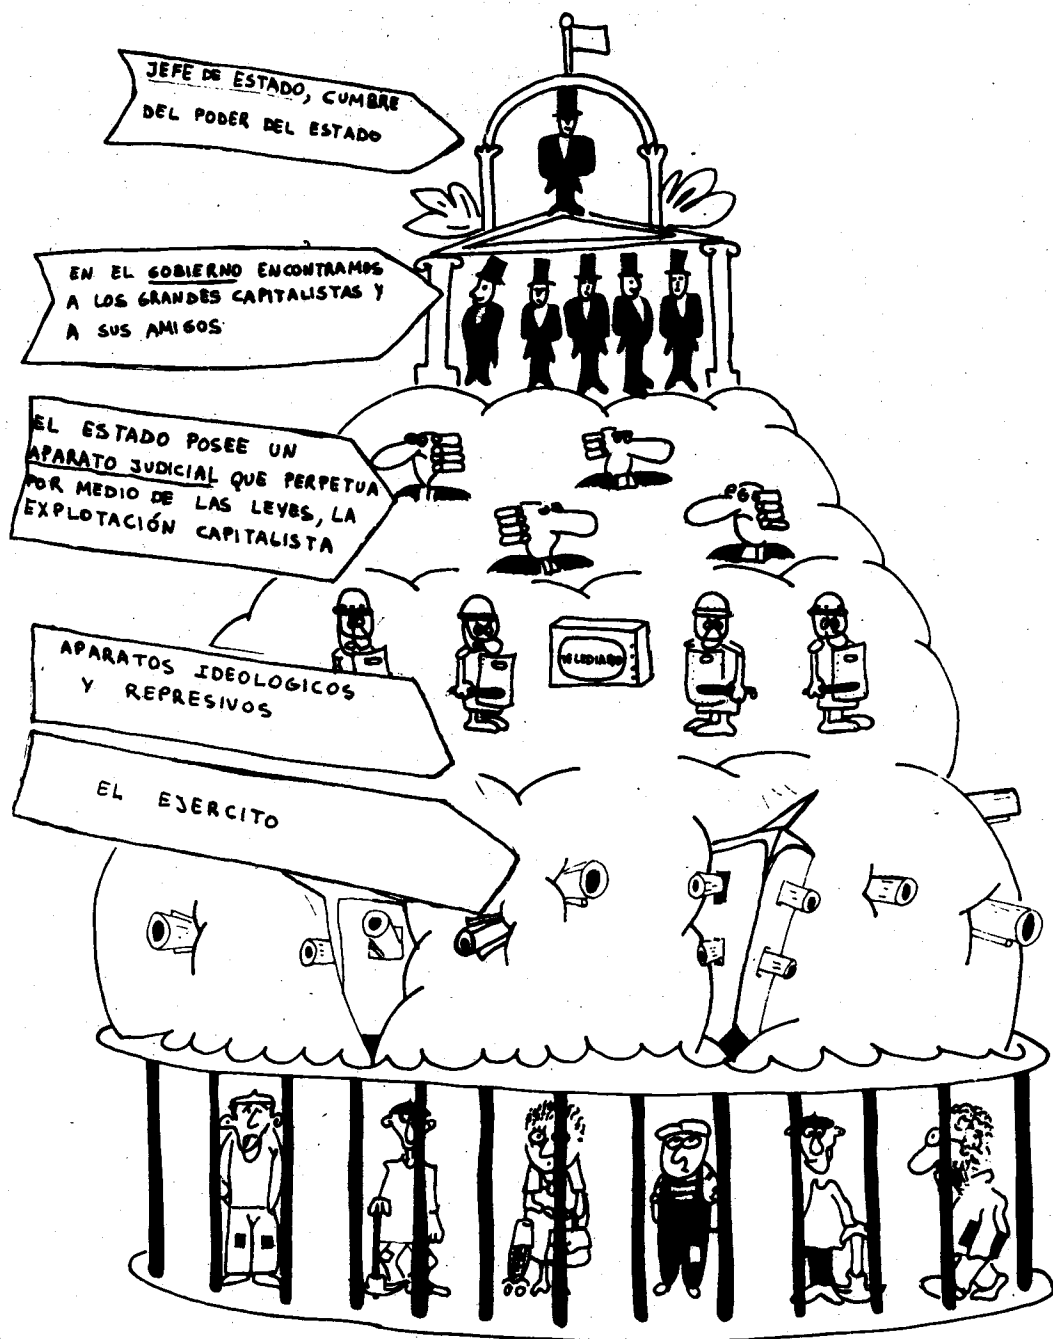 JEFE DE ESTADO, CUMBRE
DEL PODER DEL ESTADO
EN EL GOBIERNO ENCONTRAMOS
A LOS GRANDES CAPITALISTAS Y
A SUS AMIGOS
EL ESTADO POSEE UN
APARATO JUDICIAL QUE PERPETUA
POR MEDIO DE LAS LEYES, LA
EXPLOTACIÓN CAPITALISTA
APARATOS IDEOLOGICOS
Y REPRESIVOS
TELEDIARIO
EL EJERCITO